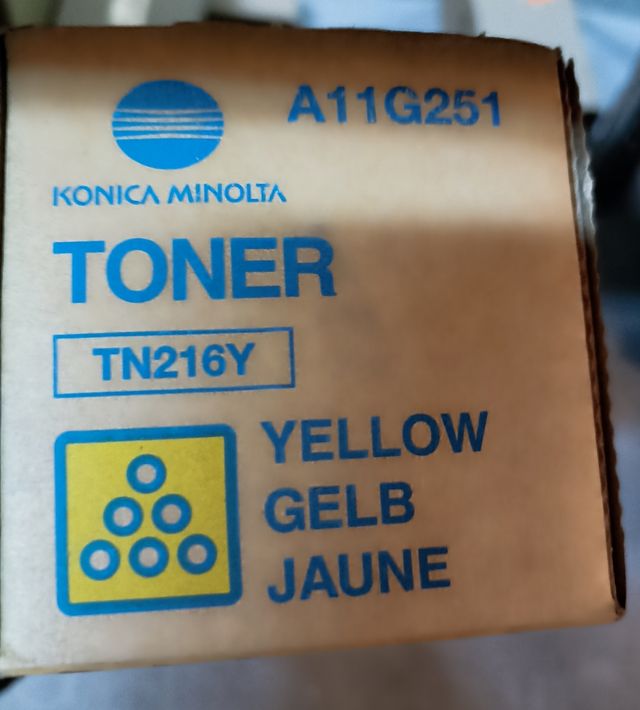 A11G251
KONICA MINOLTA
TONER
TN216Y
YELLOW
GELB
JAUNE